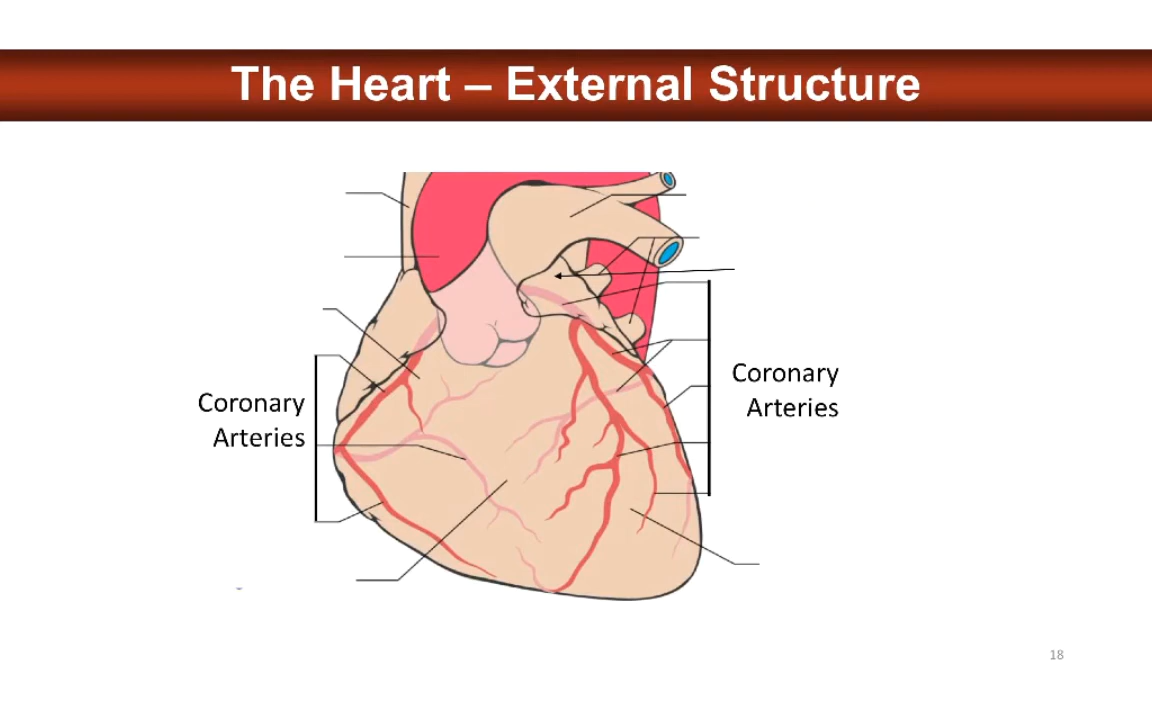 The Heart – External Structure
Coronary
Arteries
Coronary
Arteries
18